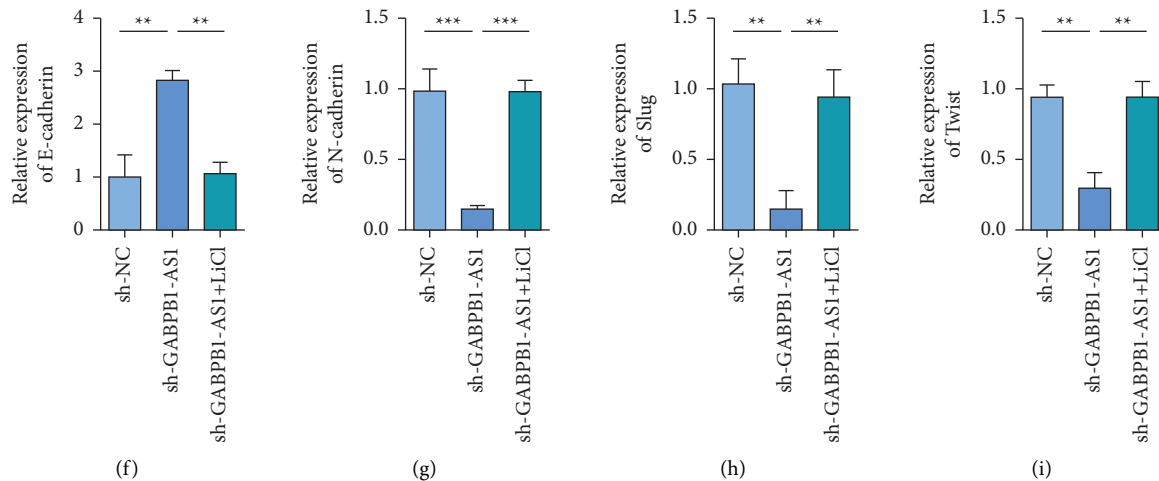 Relative expression
of E-cadherin
4
3
2
1
0
**
**
sh-NC
sh-GABPB1-AS1
sh-GABPB1-AS1+LiCl
(f)
Relative expression
of N-cadherin
1.5
1.0
0.5
0.0
***
***
sh-NC
sh-GABPB1-AS1
sh-GABPB1-AS1+LiCl
(g)
Relative expression
of Slug
1.5
1.0
0.5
0.0
**
**
sh-NC
sh-GABPB1-AS1
sh-GABPB1-AS1+LiCl
(h)
Relative expression
of Twist
1.5
1.0
0.5
0.0
**
**
sh-NC
sh-GABPB1-AS1
sh-GABPB1-AS1+LiCl
(i)